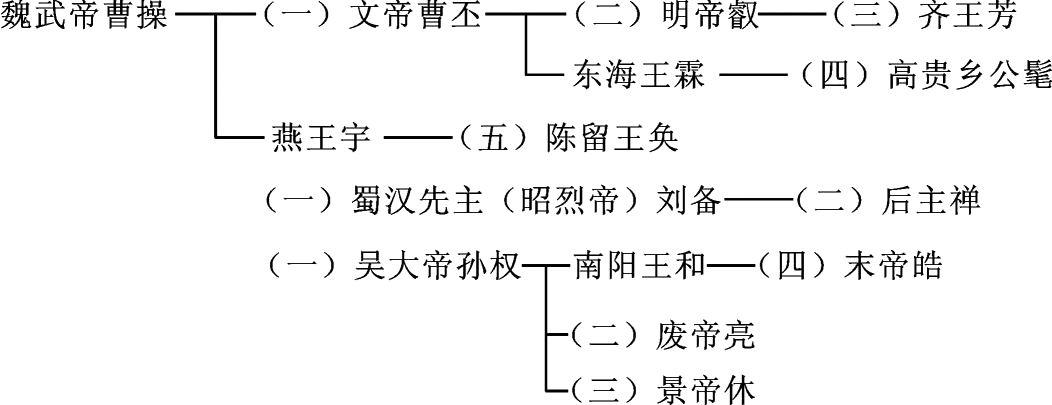 魏武帝曹操 （一）文帝曹丕 （二）明帝叡 （三）齐王芳
东海王霖 （四）高贵乡公髦
燕王宇 （五）陈留王奂
（一）蜀汉先主（昭烈帝）刘备 （二）后主禅
（一）吴大帝孙权 南阳王和 （四）末帝皓
（二）废帝亮
（三）景帝休